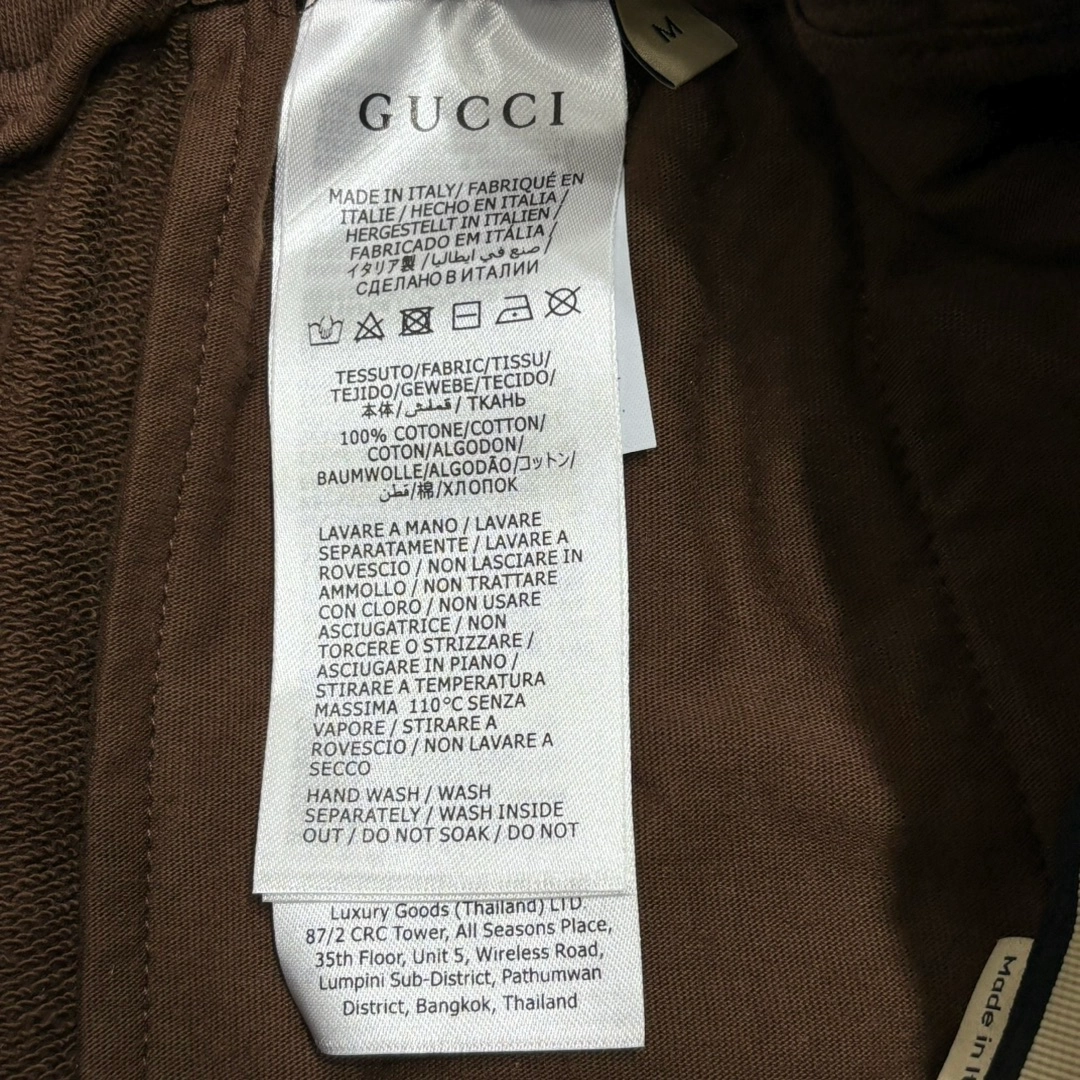 M
GUCCI
MADE IN ITALY/ FABRIQUÉ EN
ITALIE / HECHO EN ITALIA /
HERGESTELLT IN ITALIEN /
FABRICADO EM ITÁLIA /
イタリア製 / صنع في ايطاليا /
СДЕЛАНО В ИТАЛИИ
TESSUTO/FABRIC/TISSU/
TEJIDO/GEWEBE/TECIDO/
本体/قملش/ ТКАНЬ
100% COTONE/COTTON/
COTON/ALGODON/
BAUMWOLLE/ALGODÃO/コットン/
قطن/棉/ХЛОПОК
LAVARE A MANO / LAVARE
SEPARATAMENTE / LAVARE A
ROVESCIO / NON LASCIARE IN
AMMOLLO / NON TRATTARE
CON CLORO / NON USARE
ASCIUGATRICE / NON
TORCERE O STRIZZARE /
ASCIUGARE IN PIANO /
STIRARE A TEMPERATURA
MASSIMA 110°C SENZA
VAPORE / STIRARE A
ROVESCIO / NON LAVARE A
SECCO
HAND WASH / WASH
SEPARATELY / WASH INSIDE
OUT / DO NOT SOAK / DO NOT
Luxury Goods (Thailand) LTD
87/2 CRC Tower, All Seasons Place,
35th Floor, Unit 5, Wireless Road,
Lumpini Sub-District, Pathumwan
District, Bangkok, Thailand
Made in